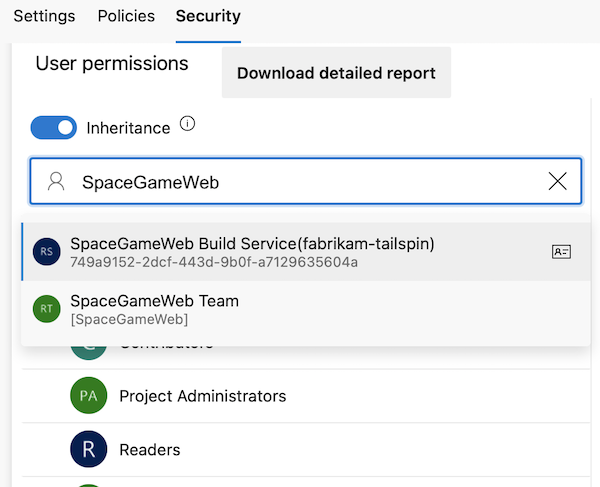 Settings Policies Security
User permissions
Download detailed report
Inheritance
SpaceGameWeb
RS
SpaceGameWeb Build Service(fabrikam-tailspin)
749a9152-2dcf-443d-9b0f-a7129635604a
RT
SpaceGameWeb Team
[SpaceGameWeb]
Contributors
PA Project Administrators
R Readers